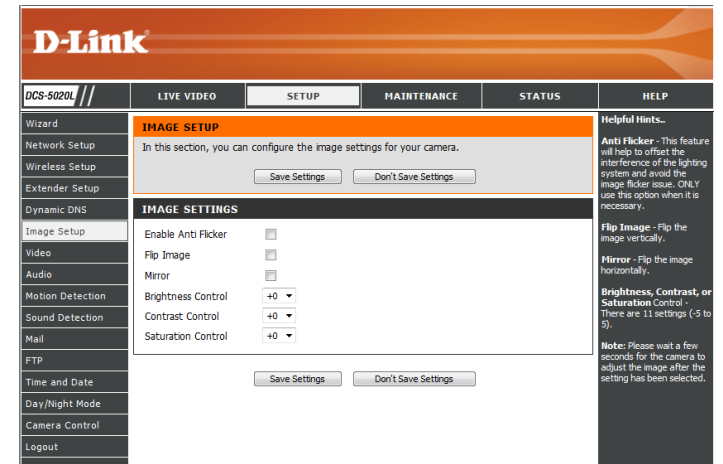 D-Link
DCS-5020L
LIVE VIDEO
SETUP
MAINTENANCE
STATUS
HELP
Wizard
Network Setup
Wireless Setup
Extender Setup
Dynamic DNS
Image Setup
Video
Audio
Motion Detection
Sound Detection
Mail
FTP
Time and Date
Day/Night Mode
Camera Control
Logout
IMAGE SETUP
In this section, you can configure the image settings for your camera.
Save Settings
Don't Save Settings
IMAGE SETTINGS
Enable Anti Flicker
Flip Image
Mirror
Brightness Control +0
Contrast Control +0
Saturation Control +0
Save Settings
Don't Save Settings
Helpful Hints..
Anti Flicker - This feature
will help to offset the
interference of the lighting
system and avoid the
image flicker issue. ONLY
use this option when it is
necessary.
Flip Image - Flip the
image vertically.
Mirror - Flip the image
horizontally.
Brightness, Contrast, or
Saturation Control -
There are 11 settings (-5 to
5).
Note: Please wait a few
seconds for the camera to
adjust the image after the
setting has been selected.